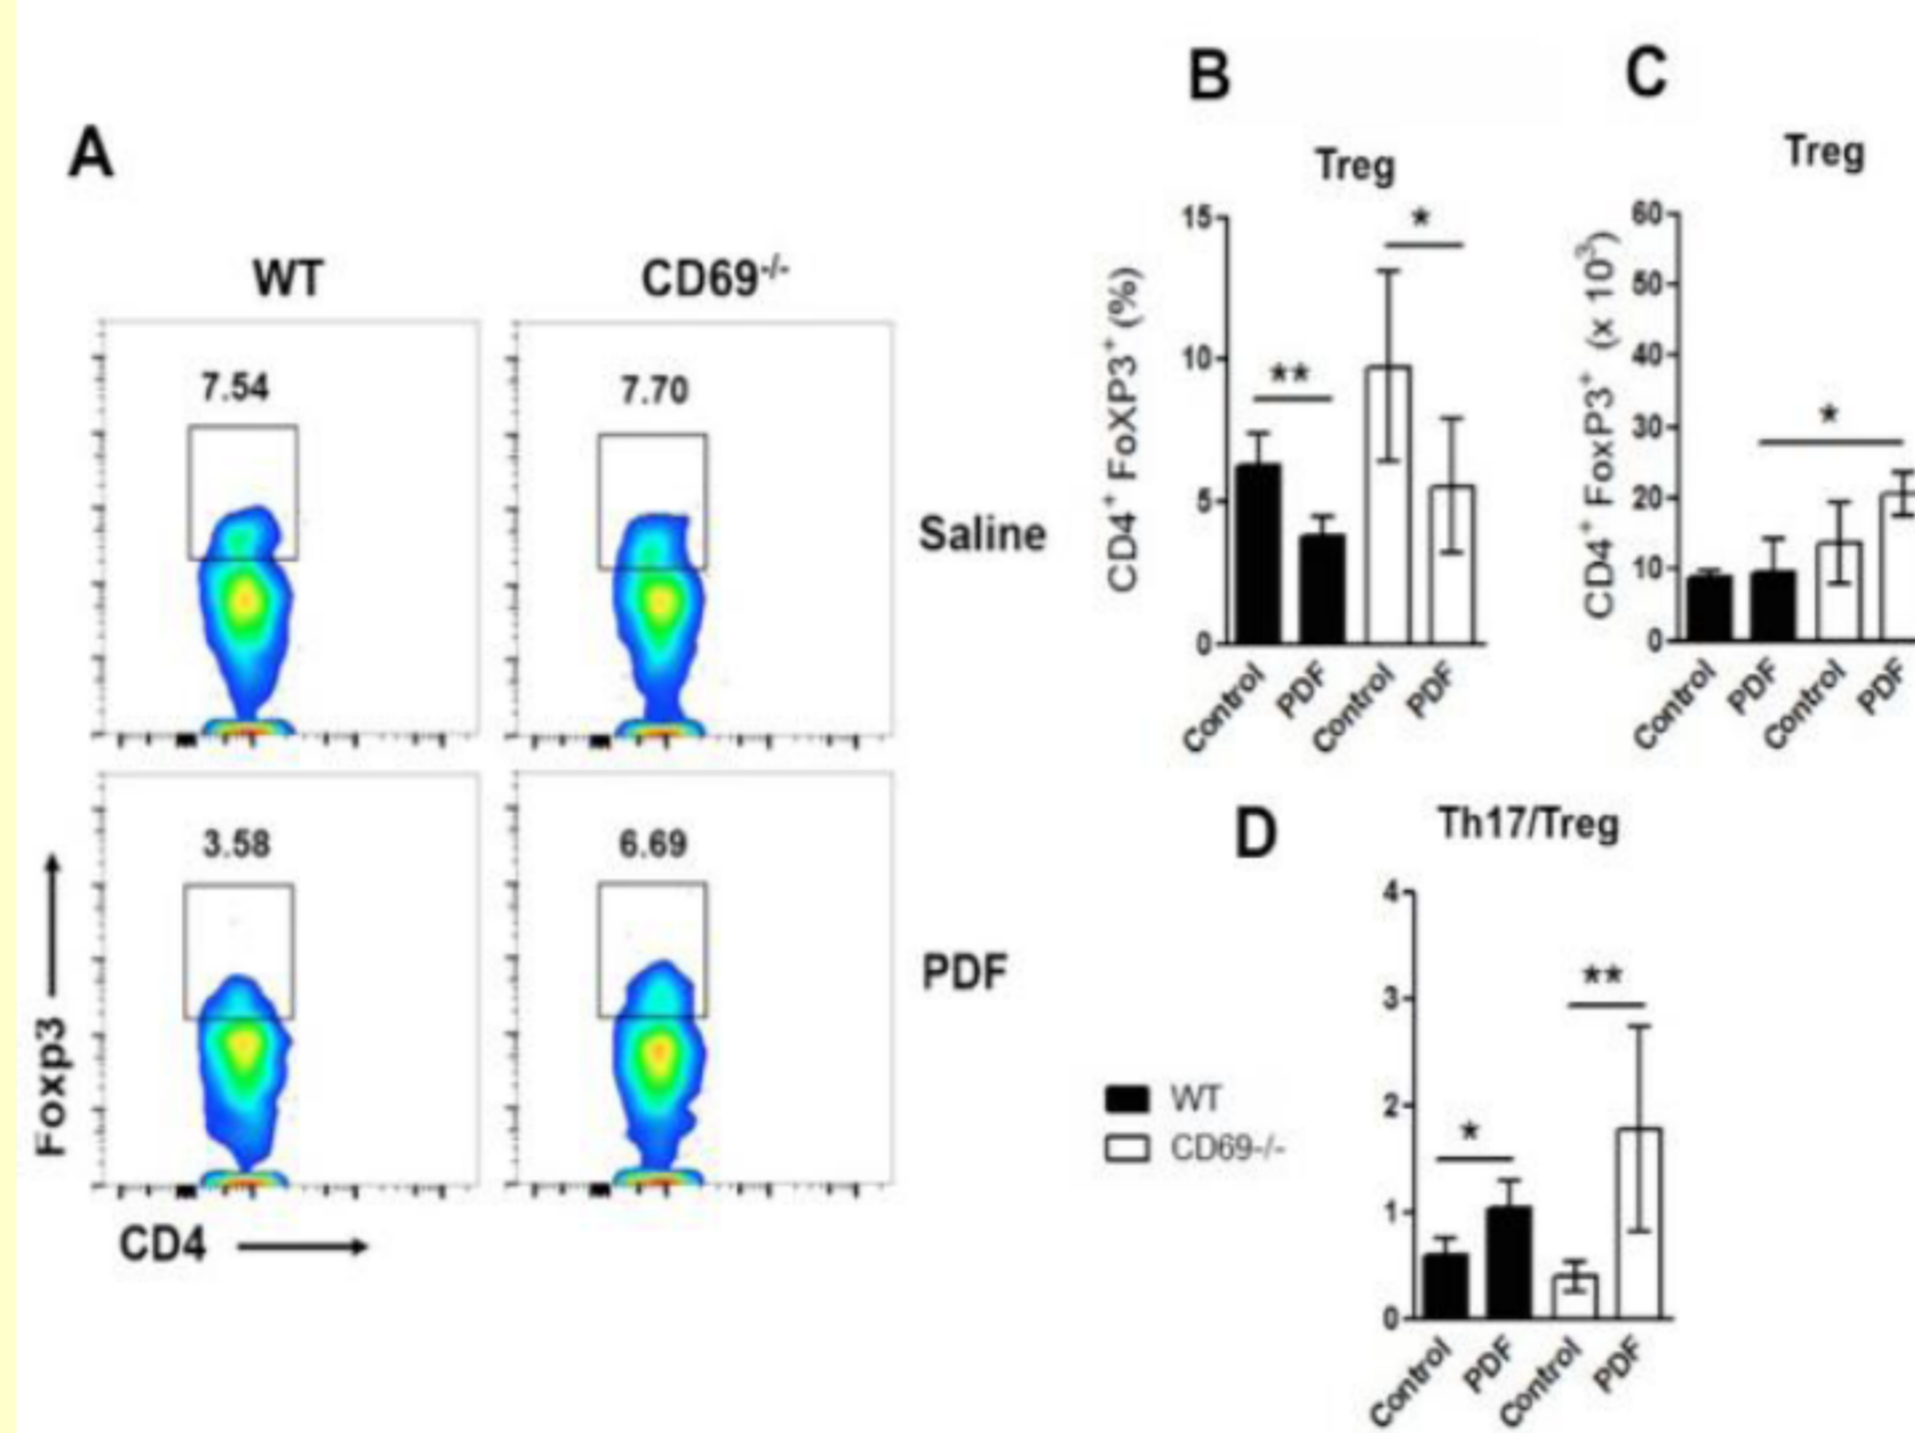 A
WT
CD69-/-
7.54
7.70
Saline
3.58
6.69
PDF
Foxp3
CD4
B
Treg
CD4+ FoXP3+ (%)
15
10
5
0
*
**
Control
PDF
Control
PDF
C
Treg
CD4+ FoxP3+ (x 103)
60
50
40
30
20
10
0
*
Control
PDF
Control
PDF
D
Th17/Treg
4
3
2
1
0
**
*
Control
PDF
Control
PDF
WT
CD69-/-